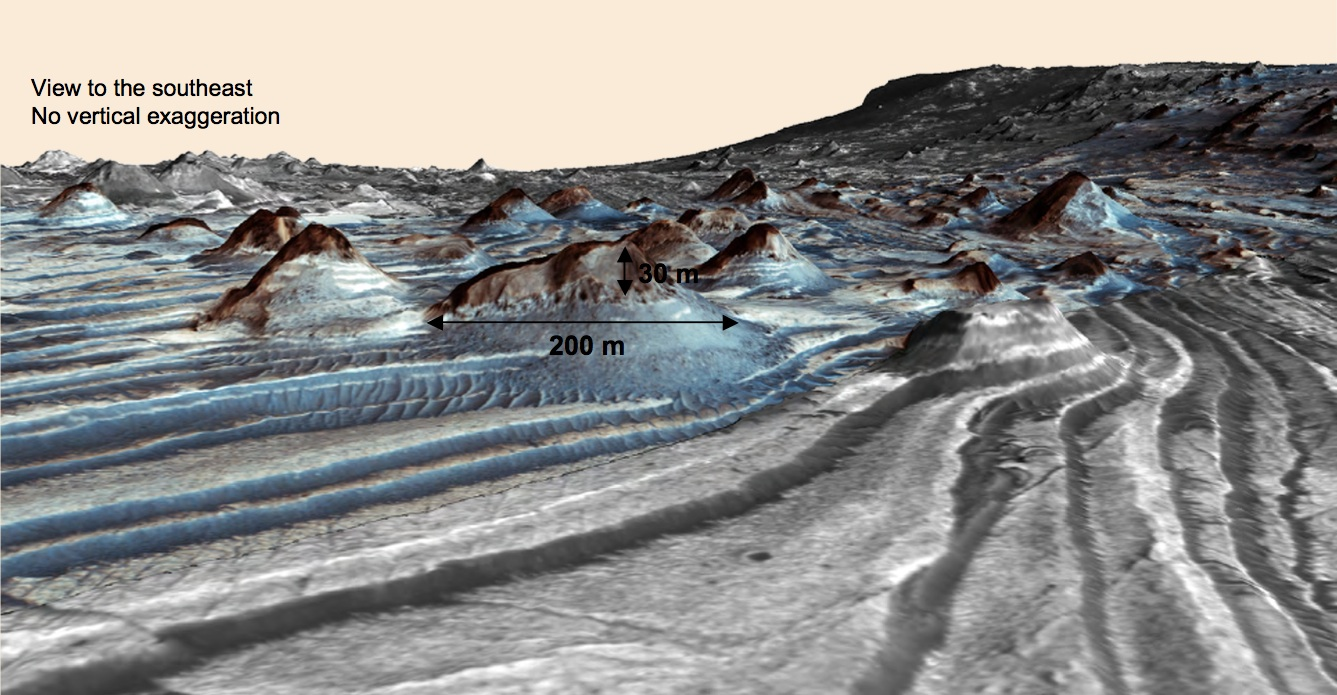 View to the southeast
No vertical exaggeration
30 m
200 m